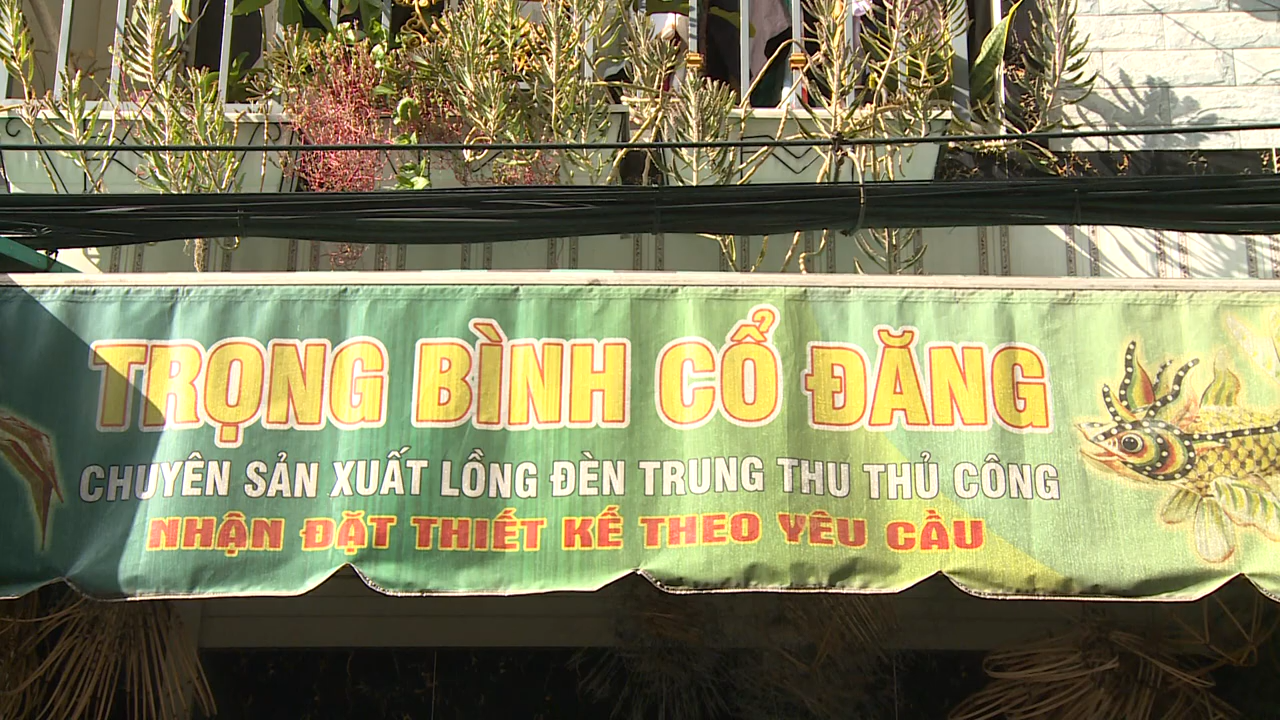 TRỌNG BÌNH CỔ ĐĂNG
CHUYÊN SẢN XUẤT LỒNG ĐÈN TRUNG THU THỦ CÔNG
NHẬN ĐẶT THIẾT KẾ THEO YÊU CẦU